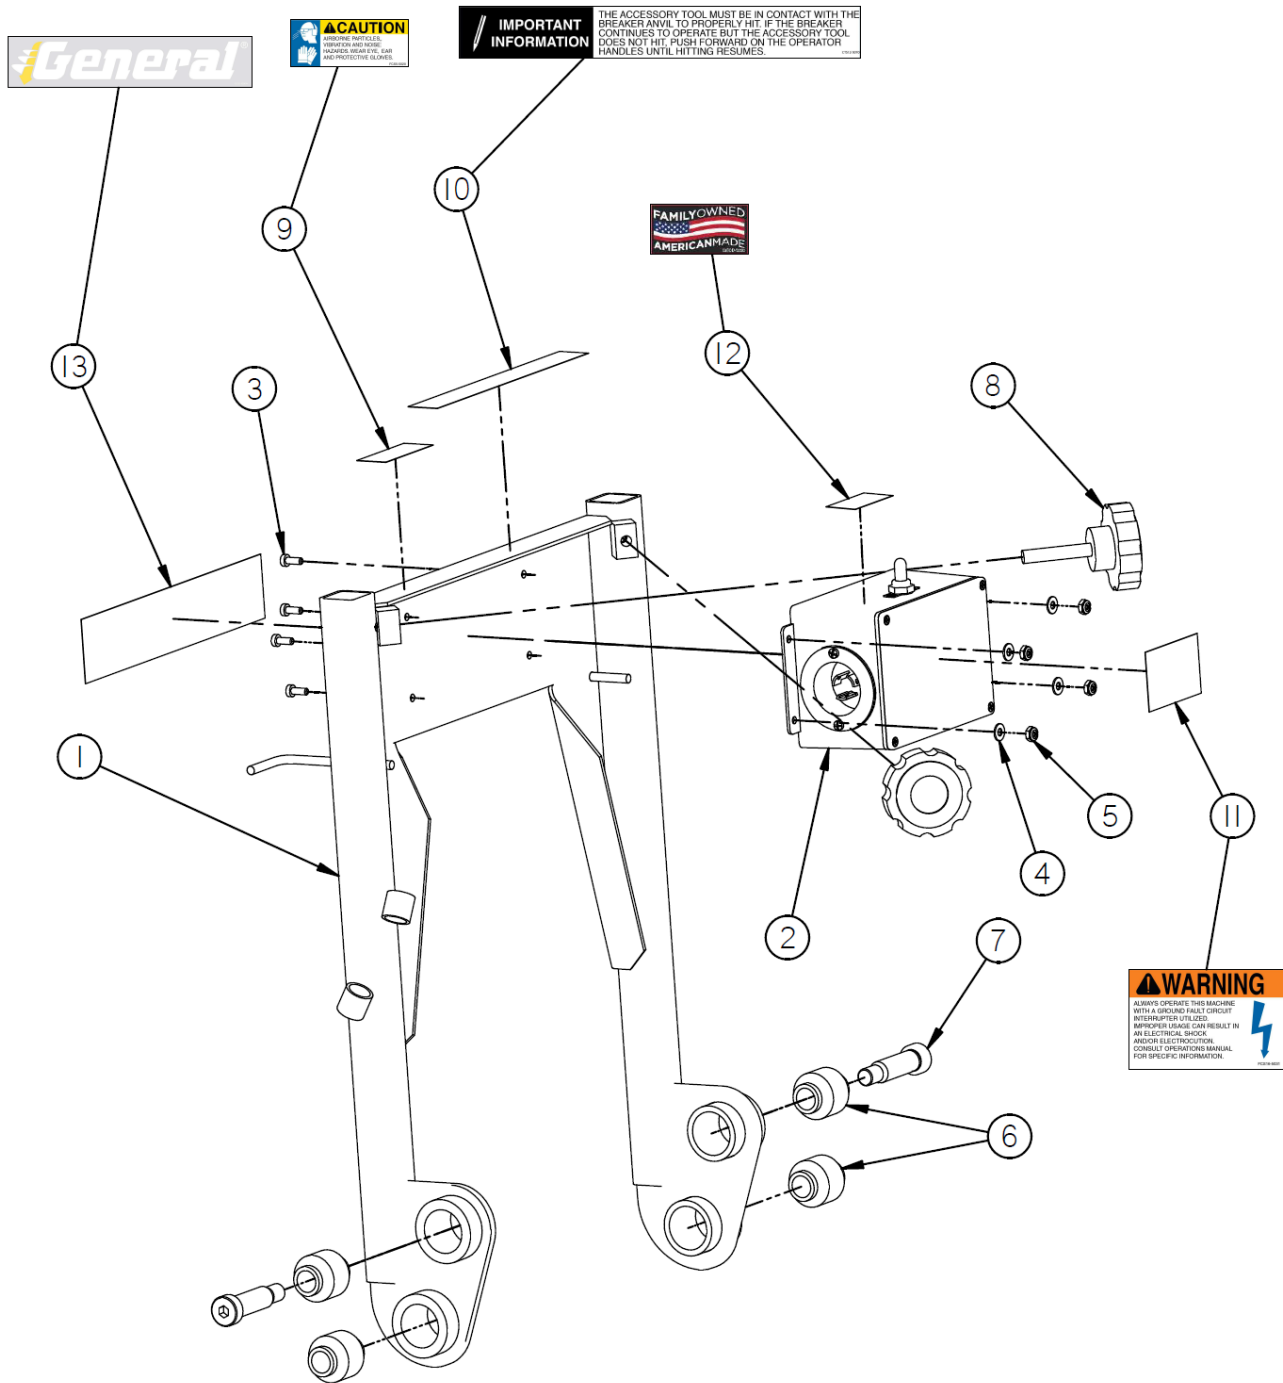 General
CAUTION
AIRBORNE PARTICLES,
VIBRATION AND NOISE
HAZARDS. WEAR EYE, EAR
AND PROTECTIVE GLOVES.
IMPORTANT
INFORMATION
THE ACCESSORY TOOL MUST BE IN CONTACT WITH THE
BREAKER ANVIL TO PROPERLY HIT. IF THE BREAKER
CONTINUES TO OPERATE BUT THE ACCESSORY TOOL
DOES NOT HIT, PUSH FORWARD ON THE OPERATOR
HANDLES UNTIL HITTING RESUMES.
10
9
FAMILYOWNED
AMERICANMADE
13
3
12
8
1
5
11
4
2
7
WARNING
ALWAYS OPERATE THIS MACHINE
WITH A GROUND FAULT CIRCUIT
INTERRUPTER UTILIZED.
IMPROPER USAGE CAN RESULT IN
AN ELECTRICAL SHOCK
AND/OR ELECTROCUTION.
CONSULT OPERATIONS MANUAL
FOR SPECIFIC INFORMATION.
6